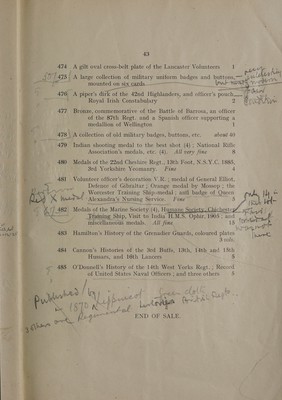 63
474 A gilt oval cross-belt plate of the Lancaster Volunteers 1
475 A large collection of military uniform badges and buttons,
mounted on six cards
476 A piper's dirk of the 42nd Highlanders, and officer's pouch,
Royal Irish Constabulary 2
477 Bronze, commemorative of the Battle of Barrosa, an officer
of the 87th Regt. and a Spanish officer supporting a
medallion of Wellington 1
478 A collection of old military badges, buttons, etc. about 40
479 Indian shooting medal to the best shot (4) ; National Rifle
Association's medals, etc. (4). All very fine 8
480 Medals of the 22nd Cheshire Regt., 13th Foot, N.S.Y.C. 1883,
3rd Yorkshire Yeomanry. Fine 4
481 Volunteer officer's decoration V.R. ; medal of General Elliot,
Defence of Gibraltar ; Orange medal by Mossop ; the
Worcester Training Ship medal ; still badge of Queen
Alexandra's Nursing Service. Fine 5
482 Medals of the Marine Society (4), Humane Society, Chichester
Training Ship, Visit to India H.M.S. Ophir, 1901 ; and
miscellaneous medals. All fine 13
483 Hamilton's History of the Grenadier Guards, coloured plates
3 vols.
484 Cannon's Histories of the 3rd Buffs, 13th, 14th and 15th
Hussars, and 16th Lancers 5
485 O'Donnell's History of the 14th West Yorks Regt. ; Record
of United States Naval Officers ; and three others 5
Published by
END OF SALE.